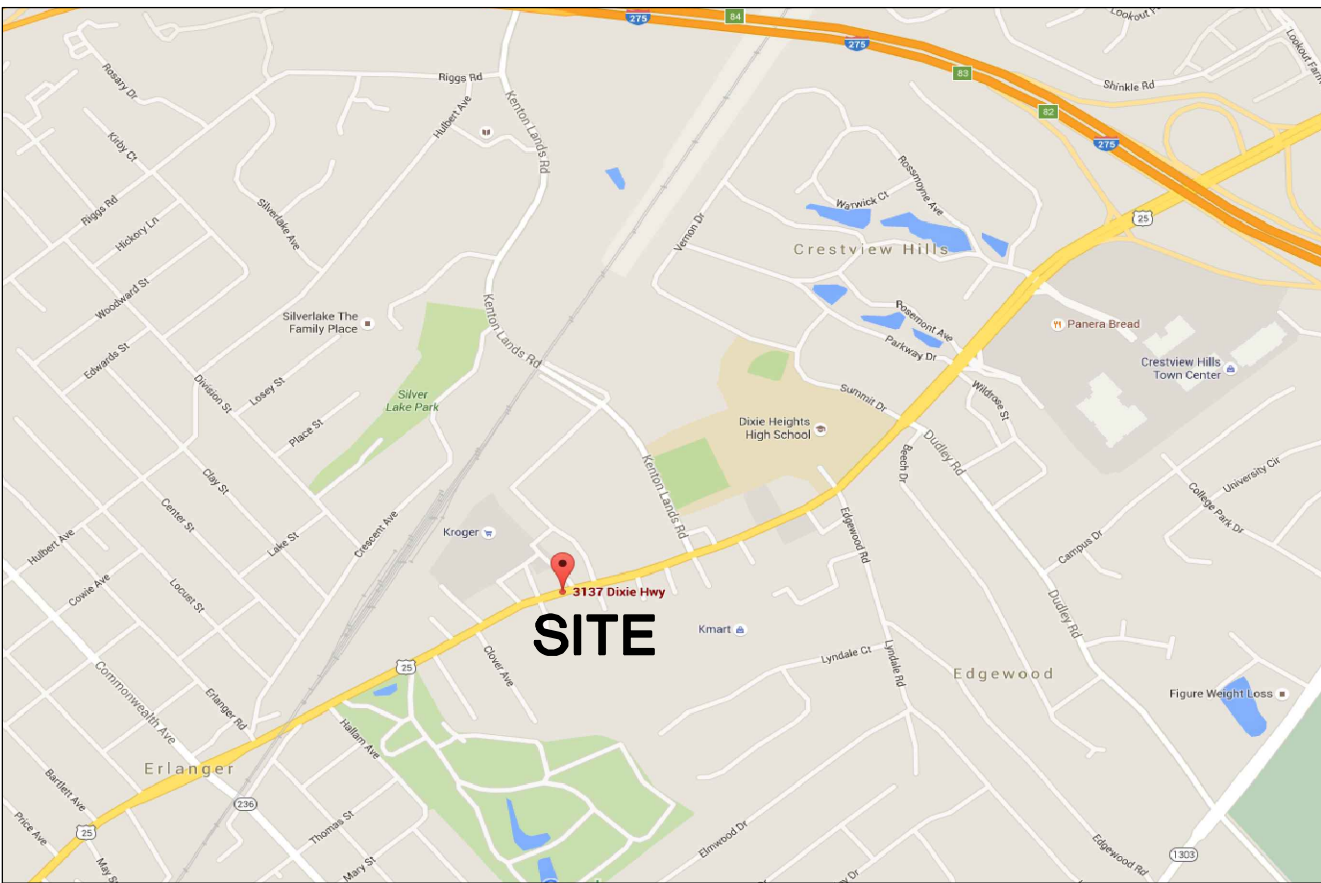 275
84
Lookout F
275
Riggs Rd
83
Shinkle Rd
Lookout Farm
Rosary Dr
Hulbert Ave
Kenton Lands Rd
82
275
Kirby Ct
Rossmoyne Ave
Riggs Rd
Silverlake Ave
Warwick Ct
25
Hickory Ln
Vernon Dr
Crestview Hills
Woodward St
Silverlake The
Family Place
Kenton Lands Rd
Rosemont Ave
Panera Bread
Edwards St
Parkway Dr
Crestview Hills
Town Center
Division St
Losey St
Silver
Lake Park
Summit Dr
Wildrose St
Place St
Dixie Heights
High School
Dudley Rd
Beech Dr
Clay St
Kenton Lands Rd
University Cir
College Park Dr
Center St
Crescent Ave
Kroger
Edgewood Rd
Hulbert Ave
Lake St
Campus Dr
Cowie Ave
Locust St
3137 Dixie Hwy
SITE
Kmart
Dudley Rd
Clover Ave
Lyndale Ct
Lyndale Rd
25
Edgewood
Commonwealth Ave
Erlanger Rd
Figure Weight Loss
Hallam Ave
Erlanger
Bartlett Ave
236
Price Ave
25
Thomas St
Elmwood Dr
Edgewood Rd
1303
May S
Mary St
y Dr